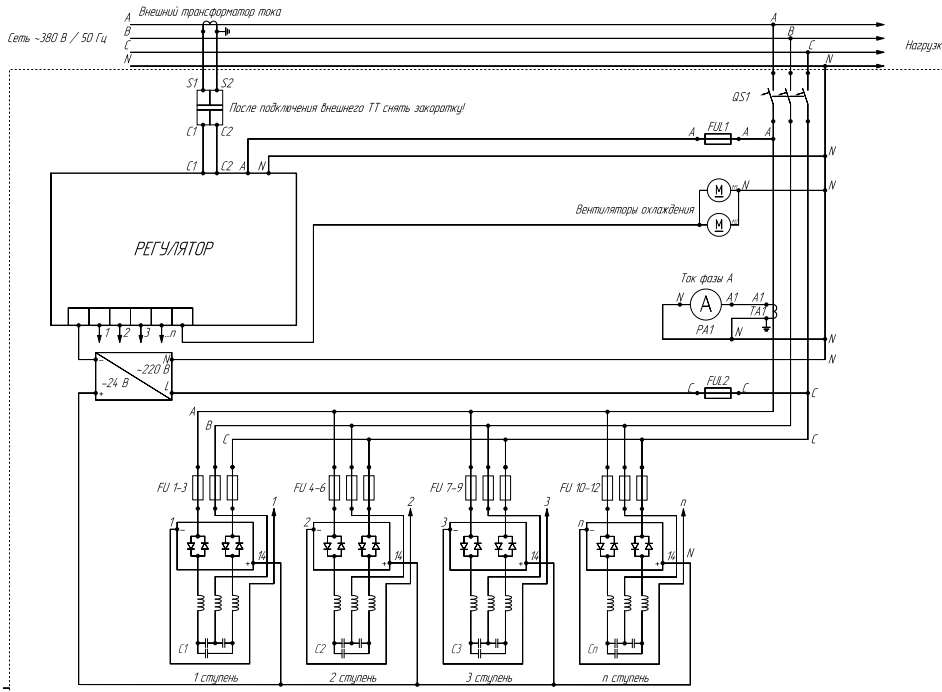 Внешний трансформатор тока
A
B
C
N
Сеть ~380 В / 50 Гц
A
B
C
N
Нагрузк
S1 S2
После подключения внешнего ТТ снять закоротку!
C1 C2
QS1
C1 C2 A N
A FUL1 A A
N
РЕГУЛЯТОР
M
N N
Вентиляторы охлаждения
M
Ток фазы А
N A A1 A1
TA1
PA1 N
N
1 2 3 ...n
- N
~220 В
N
-24 В
+ L
C FUL2 C C
A
B
C C
FU 1-3 FU 4-6 FU 7-9 FU 10-12
1 2 3 n
1 - 2 - 3 - n -
14 14 14 14 N
+ + + +
C1 C2 C3 Cn
1 ступень 2 ступень 3 ступень n ступень